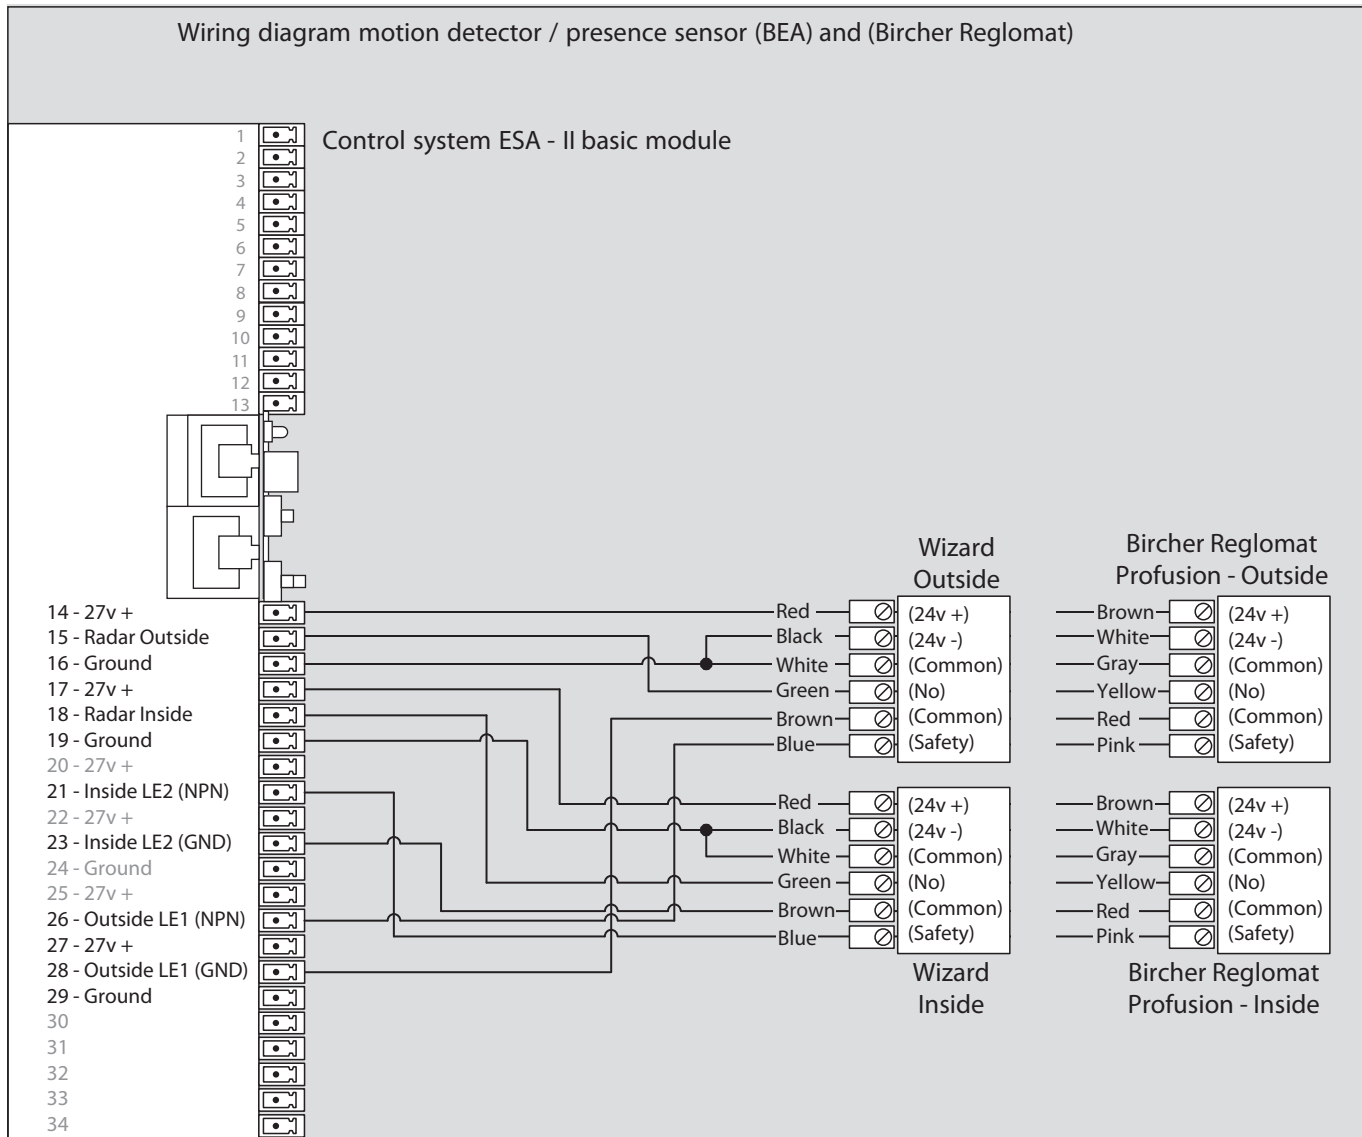 Wiring diagram motion detector / presence sensor (BEA) and (Bircher Reglomat)
Control system ESA - II basic module
1
2
3
4
5
6
7
8
9
10
11
12
13
14 - 27v +
15 - Radar Outside
16 - Ground
17 - 27v +
18 - Radar Inside
19 - Ground
20 - 27v +
21 - Inside LE2 (NPN)
22 - 27v +
23 - Inside LE2 (GND)
24 - Ground
25 - 27v +
26 - Outside LE1 (NPN)
27 - 27v +
28 - Outside LE1 (GND)
29 - Ground
30
31
32
33
34
Wizard
Outside
Red (24v +)
Black (24v -)
White (Common)
Green (No)
Brown (Common)
Blue (Safety)
Red (24v +)
Black (24v -)
White (Common)
Green (No)
Brown (Common)
Blue (Safety)
Wizard
Inside
Bircher Reglomat
Profusion - Outside
Brown (24v +)
White (24v -)
Gray (Common)
Yellow (No)
Red (Common)
Pink (Safety)
Brown (24v +)
White (24v -)
Gray (Common)
Yellow (No)
Red (Common)
Pink (Safety)
Bircher Reglomat
Profusion - Inside